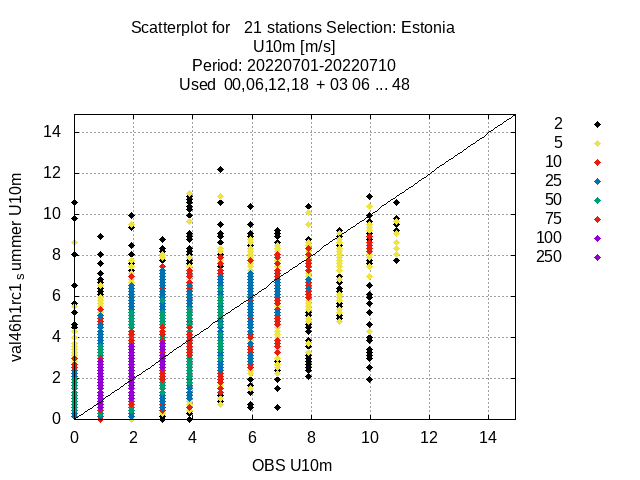 Scatterplot for   21 stations Selection: Estonia
U10m [m/s]
Period: 20220701-20220710
Used  00,06,12,18  + 03 06 ... 48
14
12
10
8
6
4
2
0
val46h1rc1 s ummer U10m
0 2 4 6 8 10 12 14
OBS U10m
2
5
10
25
50
75
100
250